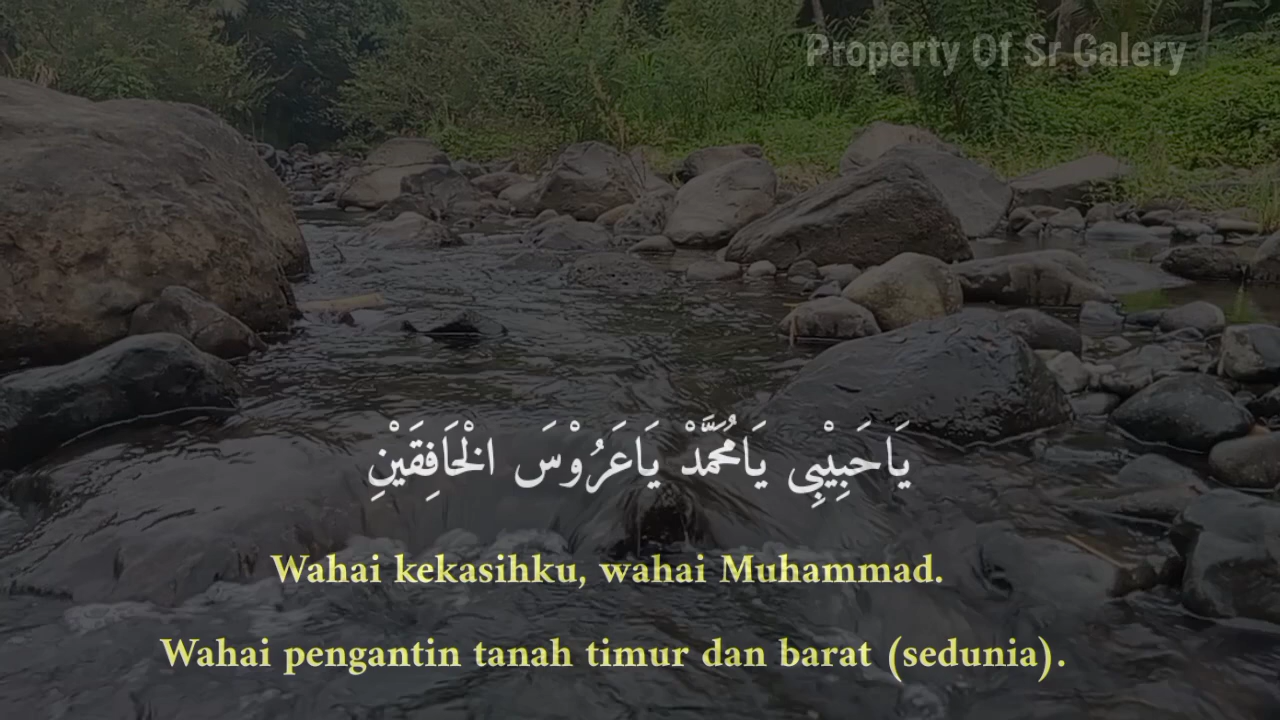 Property Of Sr Galery
يَاحَبِيْبِي يَامُحَمَّدْ يَاعَرُوْسَ الْخَافِقَيْنِ
Wahai kekasihku, wahai Muhammad.
Wahai pengantin tanah timur dan barat (sedunia).